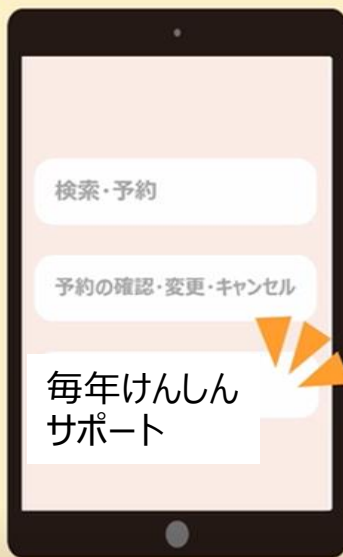 検索・予約
予約の確認・変更・キャンセル
毎年けんしん
サポート